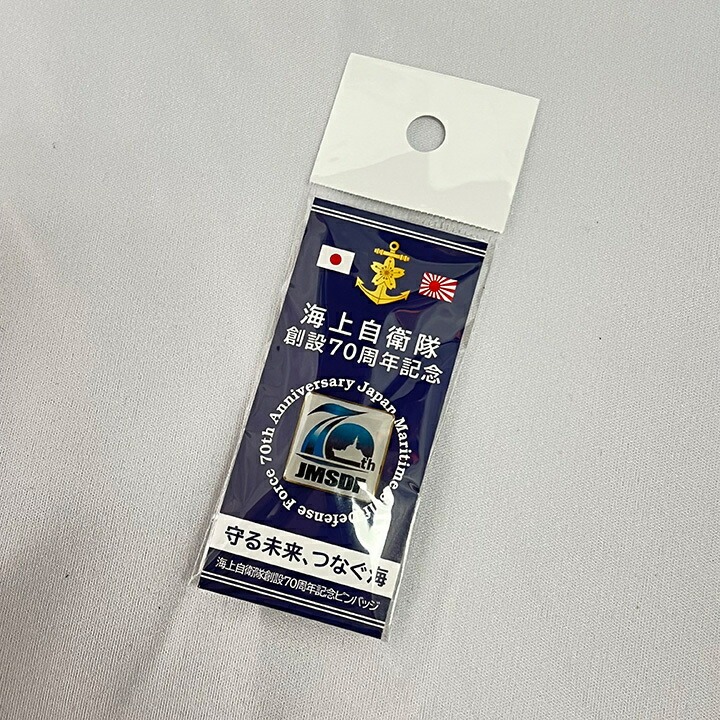 海上自衛隊
創設70周年記念
70th Anniversary Japan Maritime Self Defense Force
70th
JMSDF
守る未来、つなぐ海
海上自衛隊創設70周年記念ピンバッジ